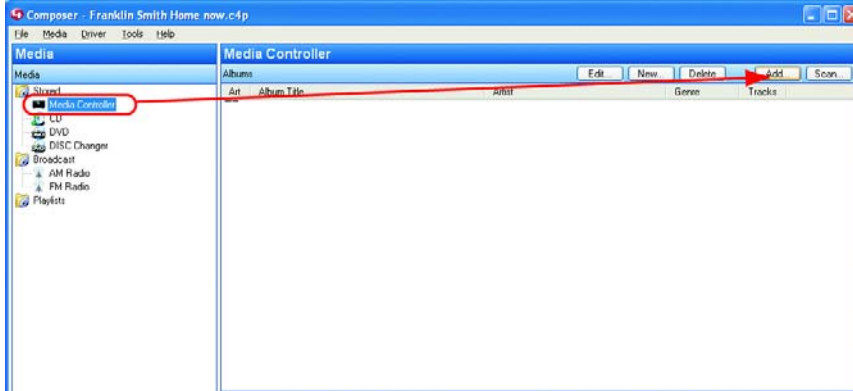 Composer - Franklin Smith Home now.c4p
File Media Driver Tools Help
Media
Media Controller
Media
Albums Edit... New... Delete Add... Scan...
Art Album Title Artist Genre Tracks
Stored
Media Controller
CD
DVD
DISC Changer
Broadcast
AM Radio
FM Radio
Playlists